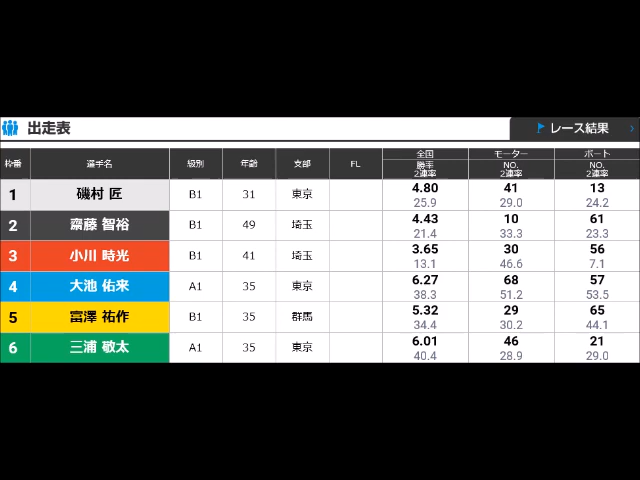 出走表
レース結果
枠番 選手名 級別 年齢 支部 FL 全国 勝率 2連率 モーター NO. 2連率 ボート NO. 2連率
1 磯村 匠 B1 31 東京 4.80 25.9 41 29.0 13 24.2
2 齋藤 智裕 B1 49 埼玉 4.43 21.4 10 33.3 61 23.3
3 小川 時光 B1 41 埼玉 3.65 13.1 30 46.6 56 7.1
4 大池 佑来 A1 35 東京 6.27 38.3 68 51.2 57 53.5
5 富澤 祐作 B1 35 群馬 5.32 34.4 29 30.2 65 44.1
6 三浦 敬太 A1 35 東京 6.01 40.4 46 28.9 21 29.0